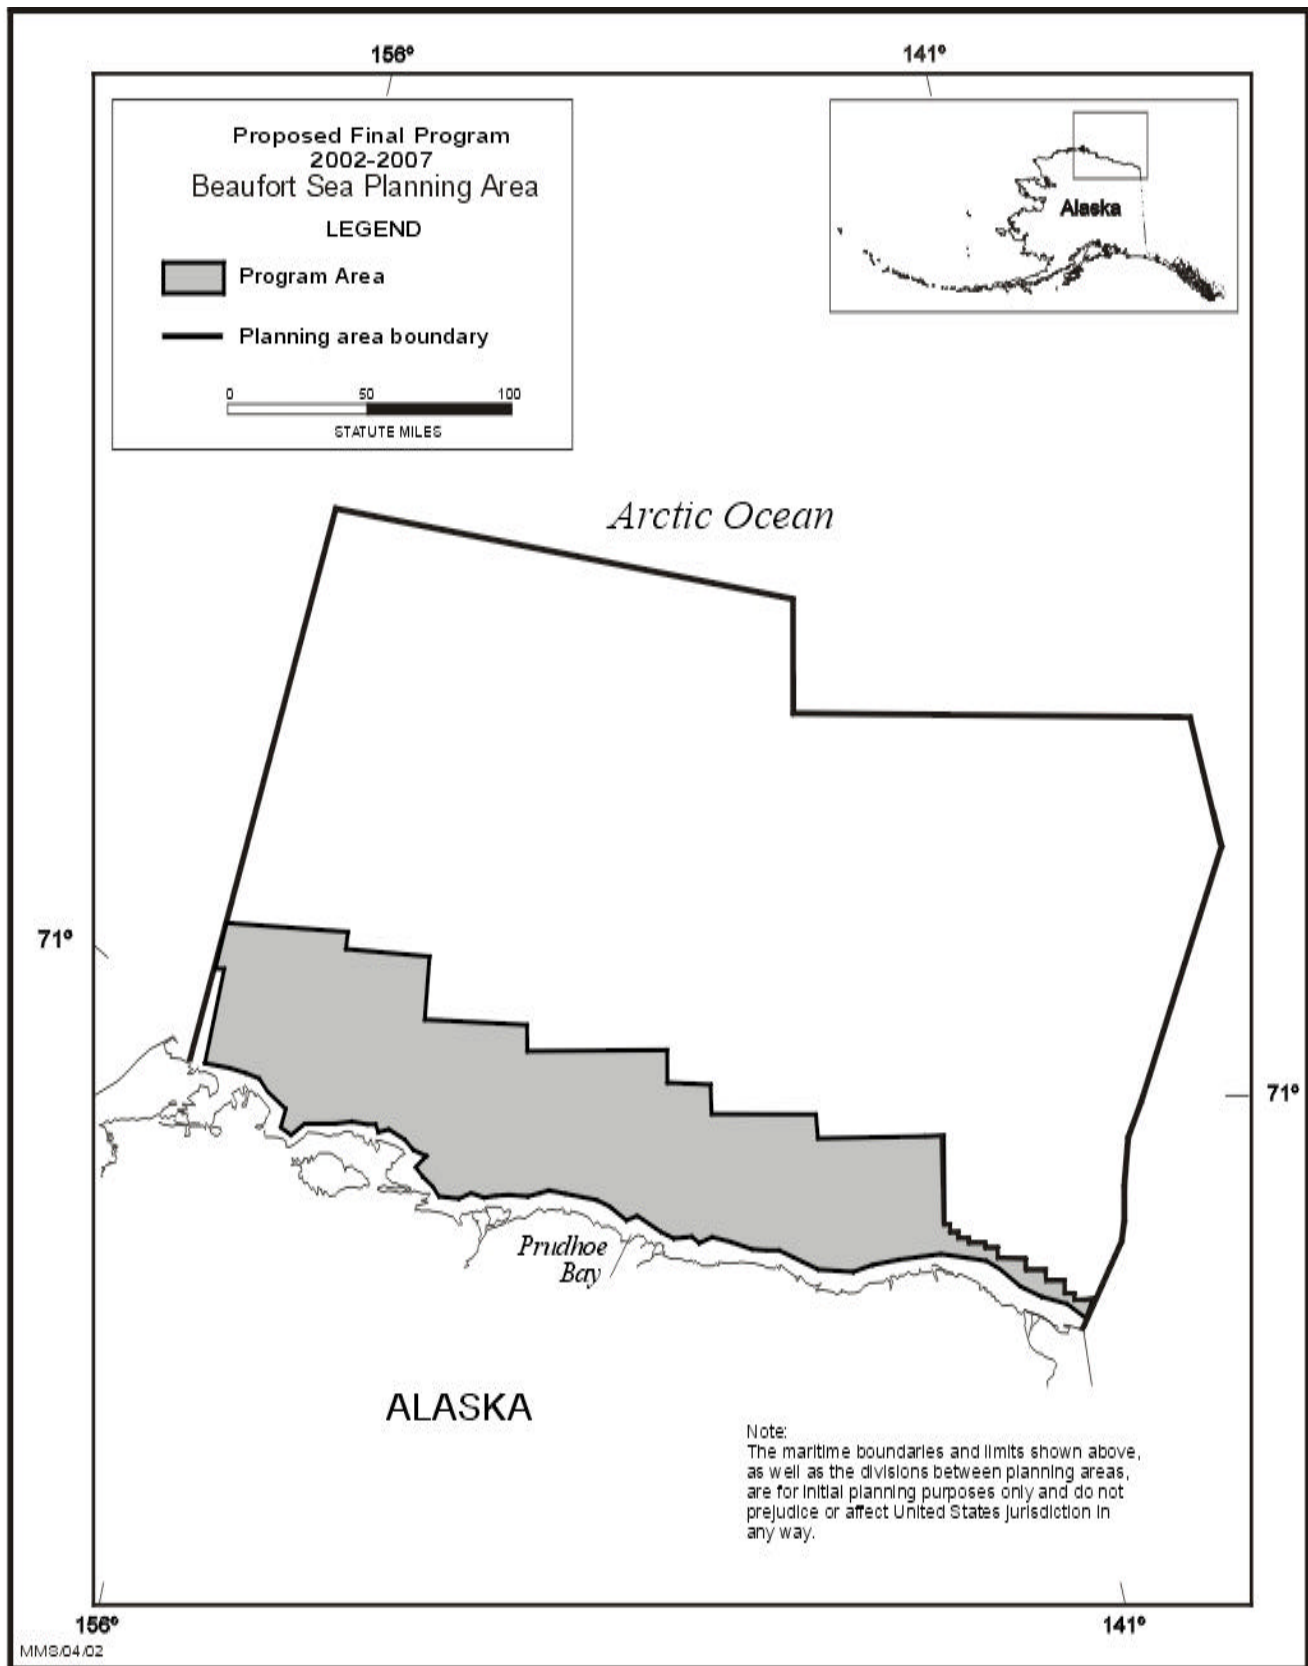 156° 141°
Proposed Final Program
2002-2007
Beaufort Sea Planning Area
LEGEND
Program Area
Planning area boundary
0 50 100
STATUTE MILES
Alaska
Arctic Ocean
71°
71°
Prudhoe
Bay
ALASKA
Note:
The maritime boundaries and limits shown above,
as well as the divisions between planning areas,
are for initial planning purposes only and do not
prejudice or affect United States jurisdiction in
any way.
156° 141°
MMS/04/02